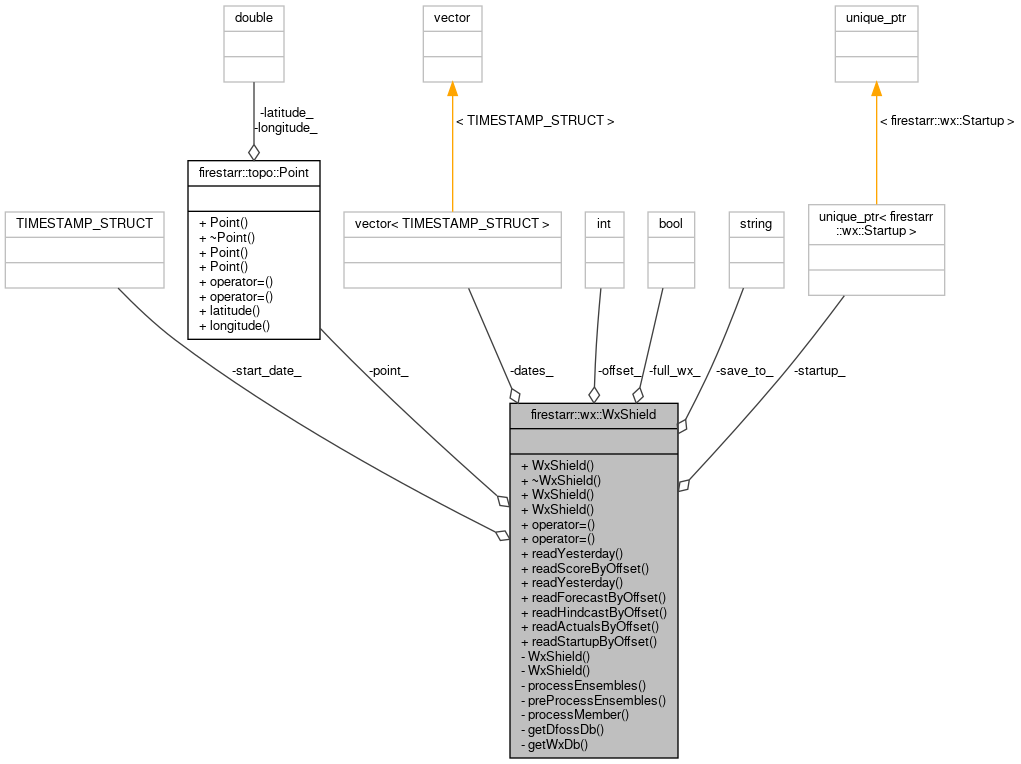 double
vector
unique_ptr
-latitude_
-longitude_
< TIMESTAMP_STRUCT >
< firestarr::wx::Startup >
firestarr::topo::Point
+ Point()
+ ~Point()
+ Point()
+ Point()
+ operator=()
+ operator=()
+ latitude()
+ longitude()
TIMESTAMP_STRUCT
vector< TIMESTAMP_STRUCT >
int
bool
string
unique_ptr< firestarr
::wx::Startup >
-start_date_
-point_
-dates_
-offset_
-full_wx_
-save_to_
-startup_
firestarr::wx::WxShield
+ WxShield()
+ ~WxShield()
+ WxShield()
+ WxShield()
+ operator=()
+ operator=()
+ readYesterday()
+ readScoreByOffset()
+ readYesterday()
+ readForecastByOffset()
+ readHindcastByOffset()
+ readActualsByOffset()
+ readStartupByOffset()
- WxShield()
- WxShield()
- processEnsembles()
- preProcessEnsembles()
- processMember()
- getDfossDb()
- getWxDb()